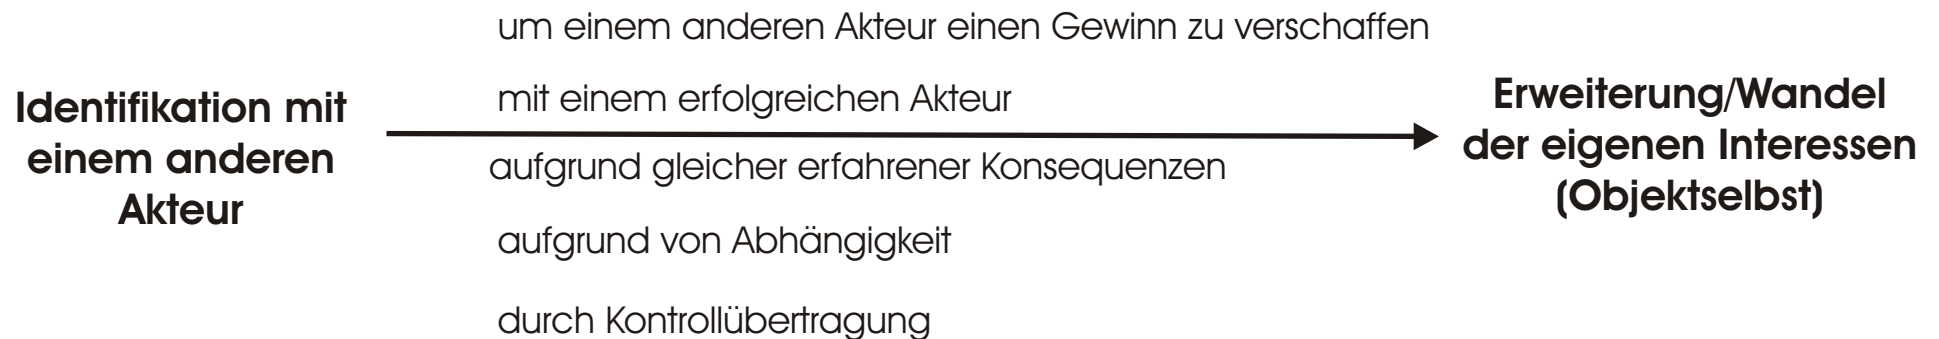 Identifikation mit
einem anderen
Akteur
um einem anderen Akteur einen Gewinn zu verschaffen
mit einem erfolgreichen Akteur
aufgrund gleicher erfahrener Konsequenzen
aufgrund von Abhängigkeit
durch Kontrollübertragung
Erweiterung/Wandel
der eigenen Interessen
(Objektselbst)